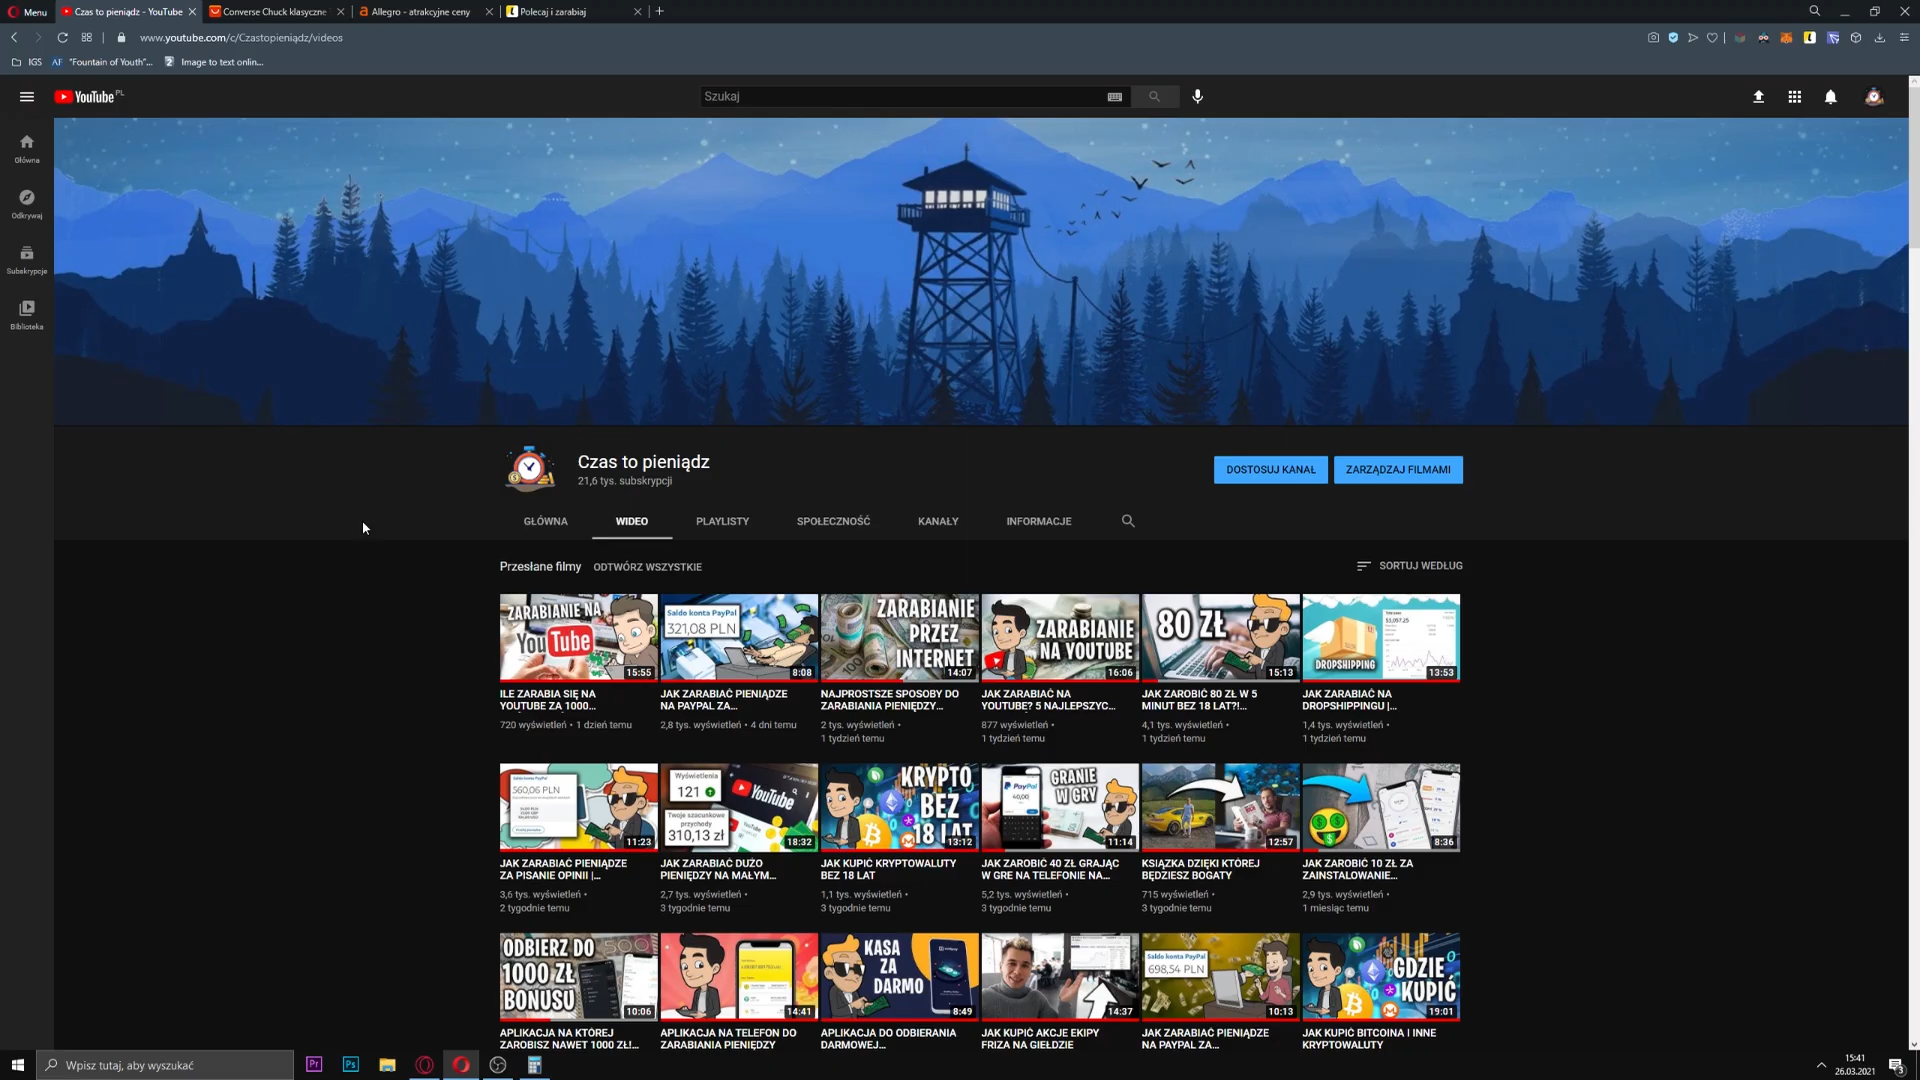 Menu
Czas to pieniądz - YouTube
Converse Chuck klasyczne
Allegro - atrakcyjne ceny
Polecaj i zarabiaj
www.youtube.com/c/Czastopieniądz/videos
IGS
AF "Fountain of Youth"...
Image to text onlin...
YouTube PL
Szukaj
Główna
Odkrywaj
Subskrypcje
Biblioteka
Czas to pieniądz
21,6 tys. subskrypcji
DOSTOSUJ KANAŁ
ZARZĄDZAJ FILMAMI
GŁÓWNA
WIDEO
PLAYLISTY
SPOŁECZNOŚĆ
KANAŁY
INFORMACJE
Przesłane filmy
ODTWÓRZ WSZYSTKIE
SORTUJ WEDŁUG
ZARABIANIE NA
YouTube
15:55
ILE ZARABIA SIĘ NA
YOUTUBE ZA 1000...
720 wyświetleń • 1 dzień temu
Saldo konta PayPal
321,08 PLN
8:08
JAK ZARABIAĆ PIENIĄDZE
NA PAYPAL ZA...
2,8 tys. wyświetleń • 4 dni temu
ZARABIANIE
PRZEZ
INTERNET
14:07
NAJPROSTSZE SPOSOBY DO
ZARABIANIA PIENIĘDZY...
2 tys. wyświetleń •
1 tydzień temu
ZARABIANIE
NA YOUTUBE
16:06
JAK ZARABIAĆ NA
YOUTUBE? 5 NAJLEPSZYC...
877 wyświetleń •
1 tydzień temu
80 ZŁ
15:13
JAK ZAROBIĆ 80 ZŁ W 5
MINUT BEZ 18 LAT?!...
4,1 tys. wyświetleń •
1 tydzień temu
DROPSHIPPING
13:53
JAK ZARABIAĆ NA
DROPSHIPPINGU |...
1,4 tys. wyświetleń •
1 tydzień temu
Saldo konta PayPal
560,06 PLN
11:23
JAK ZARABIAĆ PIENIĄDZE
ZA PISANIE OPINII |...
3,6 tys. wyświetleń •
2 tygodnie temu
Wyświetlenia
121
YouTube
Twoje szacunkowe
przychody
310,13 zł
18:32
JAK ZARABIAĆ DUŻO
PIENIĘDZY NA MAŁYM...
2,7 tys. wyświetleń •
3 tygodnie temu
KRYPTO
BEZ
18 LAT
13:12
JAK KUPIĆ KRYPTOWALUTY
BEZ 18 LAT
1,1 tys. wyświetleń •
3 tygodnie temu
GRANIE
W GRY
PayPal
40,00
11:14
JAK ZAROBIĆ 40 ZŁ GRAJĄC
W GRE NA TELEFONIE NA...
5,2 tys. wyświetleń •
3 tygodnie temu
12:57
KSIĄZKA DZIĘKI KTÓREJ
BĘDZIESZ BOGATY
715 wyświetleń •
3 tygodnie temu
8:36
JAK ZAROBIĆ 10 ZŁ ZA
ZAINSTALOWANIE...
2,9 tys. wyświetleń •
1 miesiąc temu
ODBIERZ DO
1000 ZŁ
BONUSU
10:06
APLIKACJA NA KTÓREJ
ZAROBISZ NAWET 1000 ZŁ!...
14:41
APLIKACJA NA TELEFON DO
ZARABIANIA PIENIĘDZY
KASA
ZA
DARMO
8:49
APLIKACJA DO ODBIERANIA
DARMOWEJ...
14:37
JAK KUPIĆ AKCJE EKIPY
FRIZA NA GIEŁDZIE
Saldo konta PayPal
698,54 PLN
10:13
JAK ZARABIAĆ PIENIĄDZE
NA PAYPAL ZA...
GDZIE
KUPIĆ
19:01
JAK KUPIĆ BITCOINA I INNE
KRYPTOWALUTY
Wpisz tutaj, aby wyszukać
Pr
Ps
15:41
26.03.2021
3